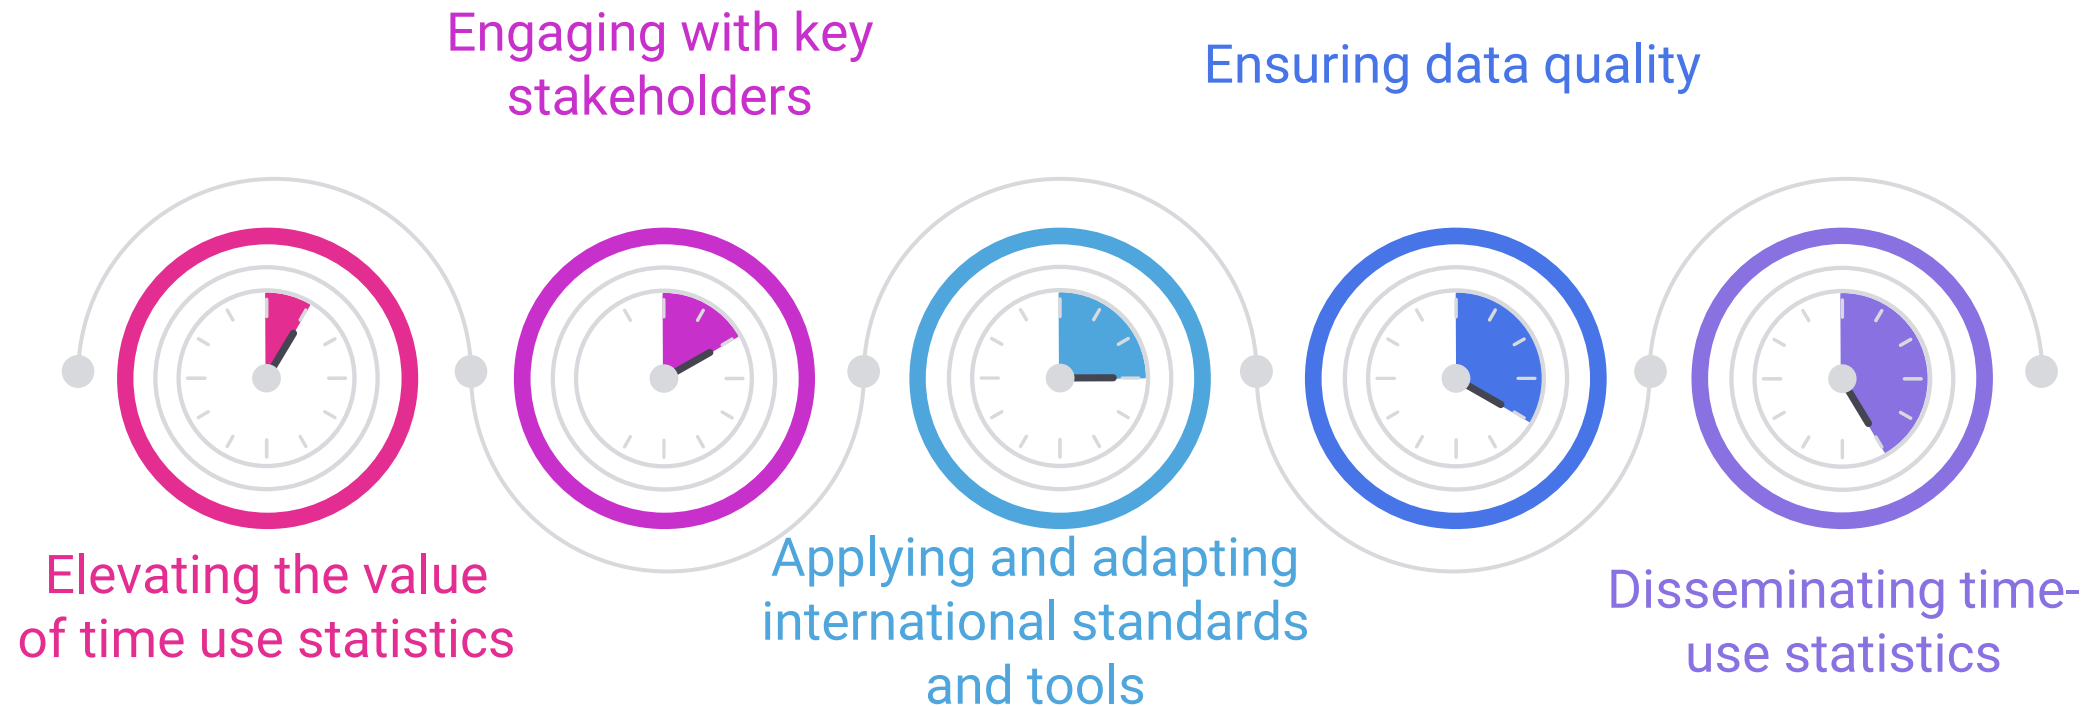 Engaging with key
stakeholders
Ensuring data quality
Elevating the value
of time use statistics
Applying and adapting
international standards
and tools
Disseminating time-
use statistics